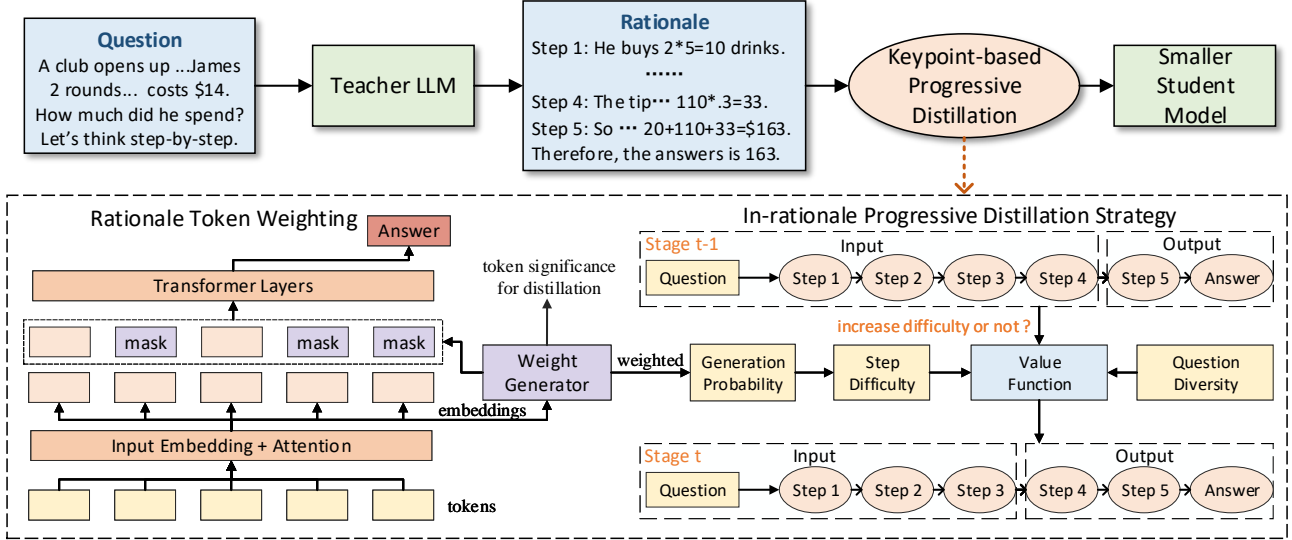 Question
A club opens up ...James
2 rounds... costs $14.
How much did he spend?
Let's think step-by-step.
Teacher LLM
Rationale
Step 1: He buys 2*5=10 drinks.
······
Step 4: The tip··· 110*.3=33.
Step 5: So ··· 20+110+33=$163.
Therefore, the answers is 163.
Keypoint-based
Progressive
Distillation
Smaller
Student
Model
Rationale Token Weighting
Answer
Transformer Layers
mask
mask
mask
embeddings
Input Embedding + Attention
tokens
token significance
for distillation
Weight
Generator
weighted
In-rationale Progressive Distillation Strategy
Stage t-1
Input
Output
Question
Step 1
Step 2
Step 3
Step 4
Step 5
Answer
increase difficulty or not ?
Generation
Probability
Step
Difficulty
Value
Function
Question
Diversity
Stage t
Input
Output
Question
Step 1
Step 2
Step 3
Step 4
Step 5
Answer